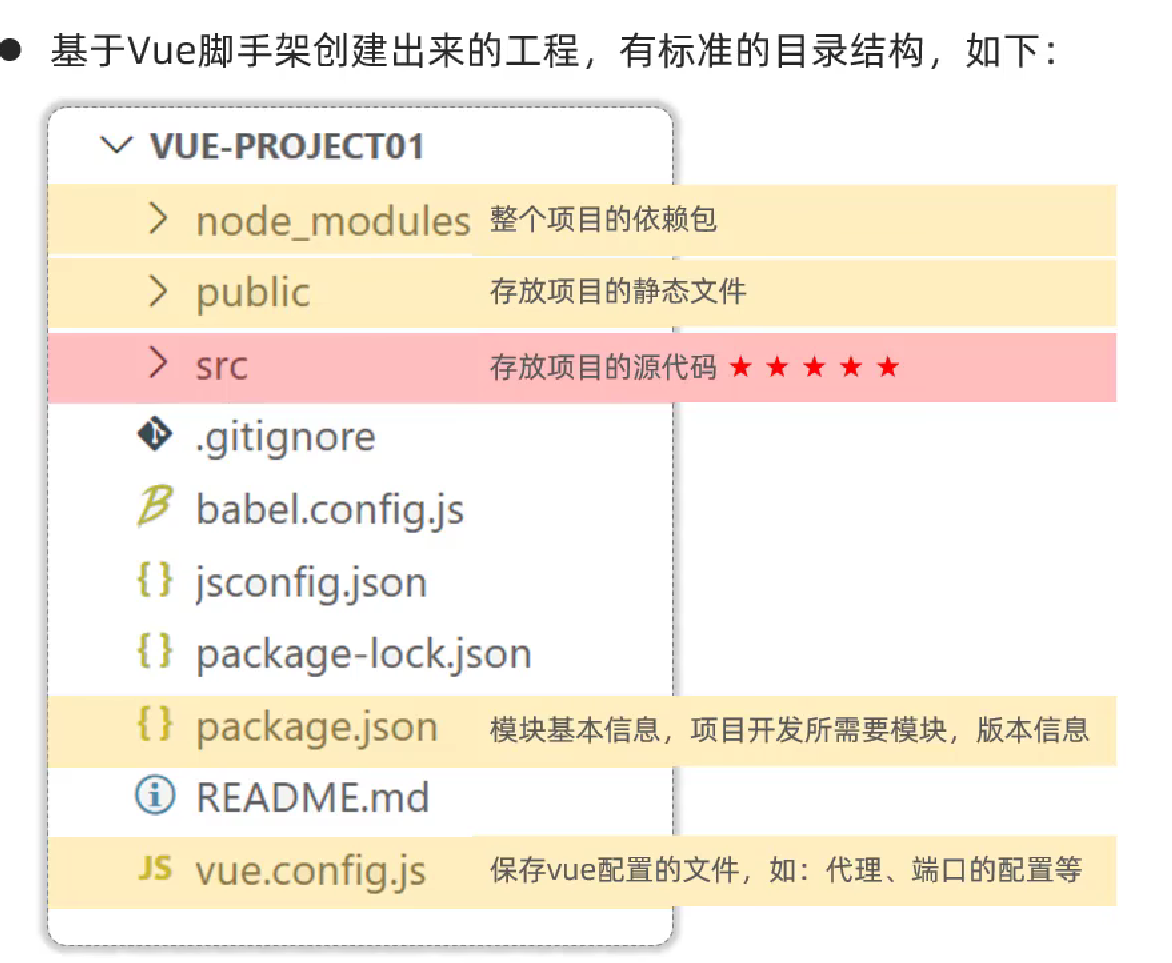 基于Vue脚手架创建出来的工程，有标准的目录结构，如下：
VUE-PROJECT01
node_modules 整个项目的依赖包
public 存放项目的静态文件
src 存放项目的源代码 ★ ★ ★ ★ ★
.gitignore
babel.config.js
jsconfig.json
package-lock.json
package.json 模块基本信息，项目开发所需要模块，版本信息
README.md
JS vue.config.js 保存vue配置的文件，如：代理、端口的配置等